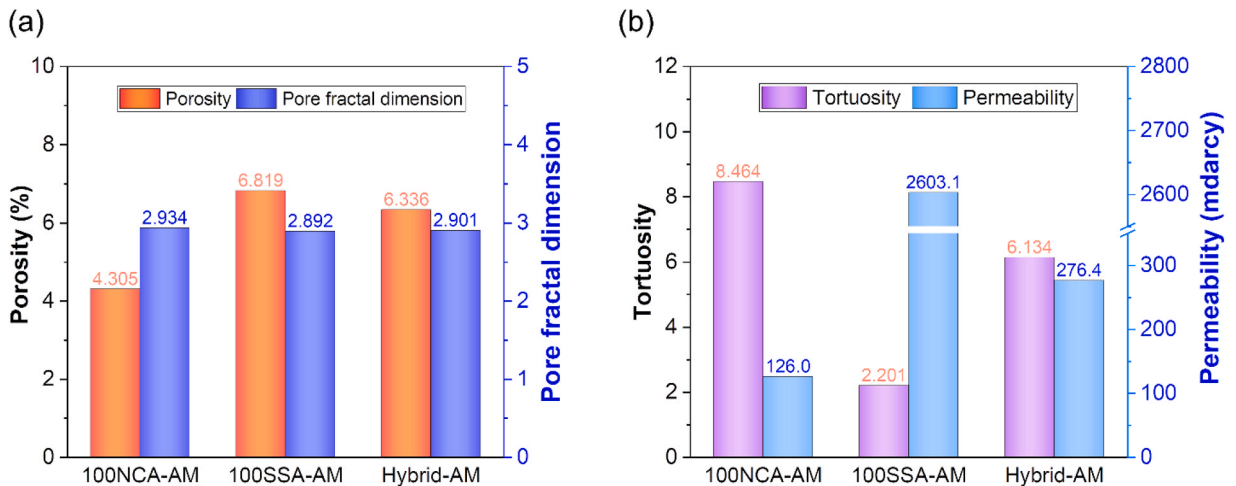 (a)
10
8
6
4
2
0
Porosity (%)
Porosity
Pore fractal dimension
4.305
2.934
6.819
2.892
6.336
2.901
100NCA-AM
100SSA-AM
Hybrid-AM
5
4
3
2
1
0
Pore fractal dimension
(b)
12
10
8
6
4
2
0
Tortuosity
Tortuosity
Permeability
8.464
126.0
2.201
2603.1
6.134
276.4
100NCA-AM
100SSA-AM
Hybrid-AM
2800
2700
2600
300
200
100
0
Permeability (mdarcy)